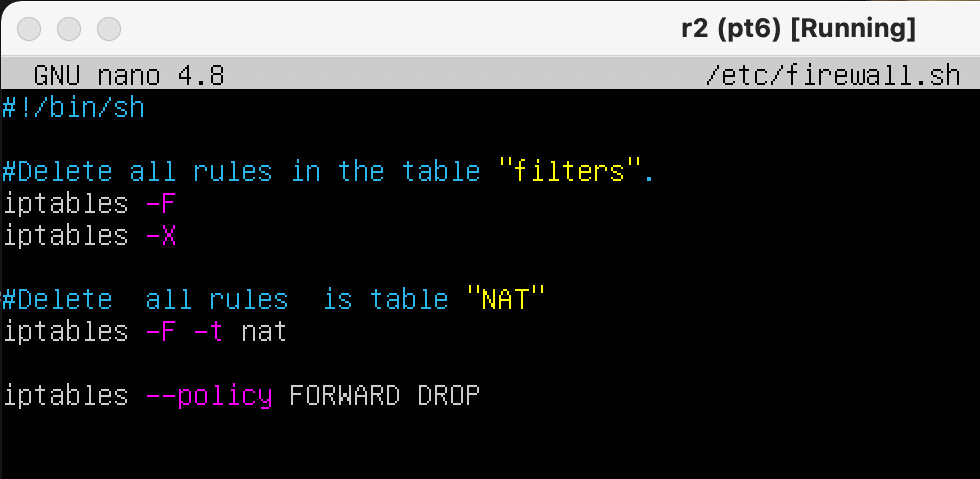 r2 (pt6) [Running]
GNU nano 4.8 /etc/firewall.sh
#!/bin/sh
#Delete all rules in the table "filters".
iptables -F
iptables -X
#Delete  all rules  is table "NAT"
iptables -F -t nat
iptables --policy FORWARD DROP